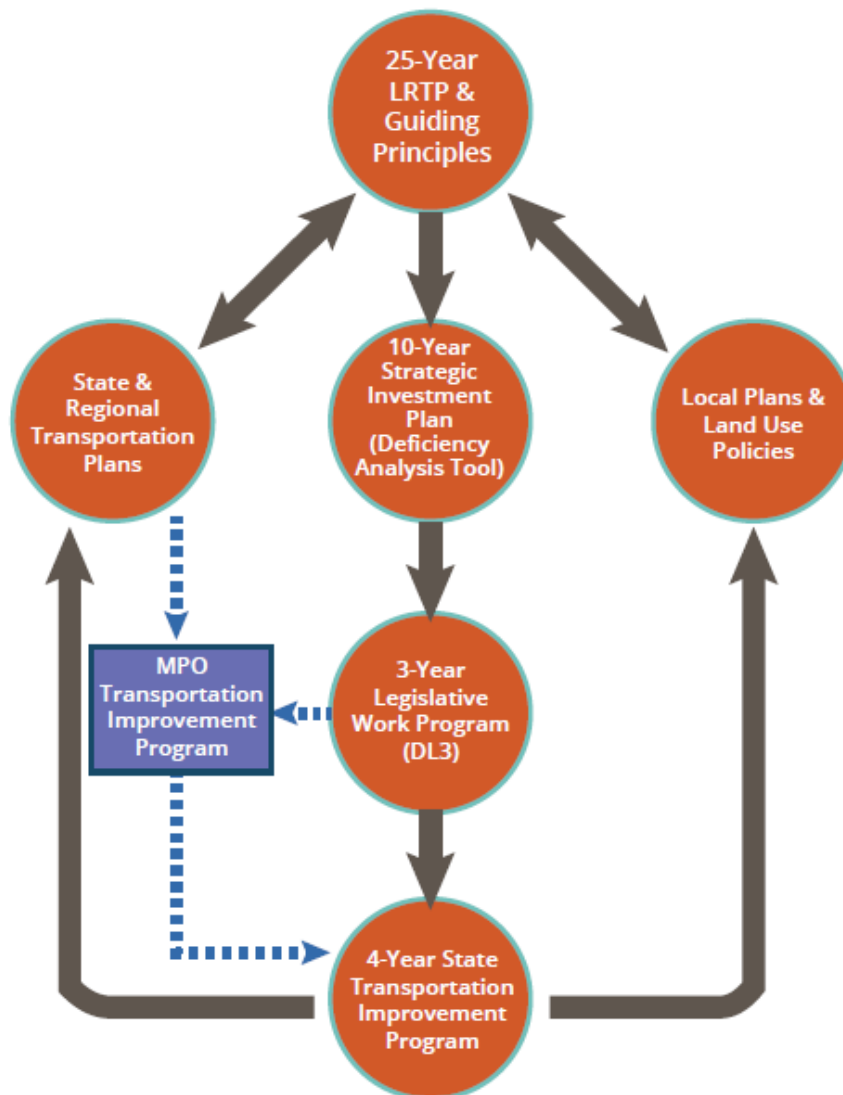 25-Year
LRTP &
Guiding
Principles
State &
Regional
Transportation
Plans
10-Year
Strategic
Investment
Plan
(Deficiency
Analysis Tool)
Local Plans &
Land Use
Policies
MPO
Transportation
Improvement
Program
3-Year
Legislative
Work Program
(DL3)
4-Year State
Transportation
Improvement
Program